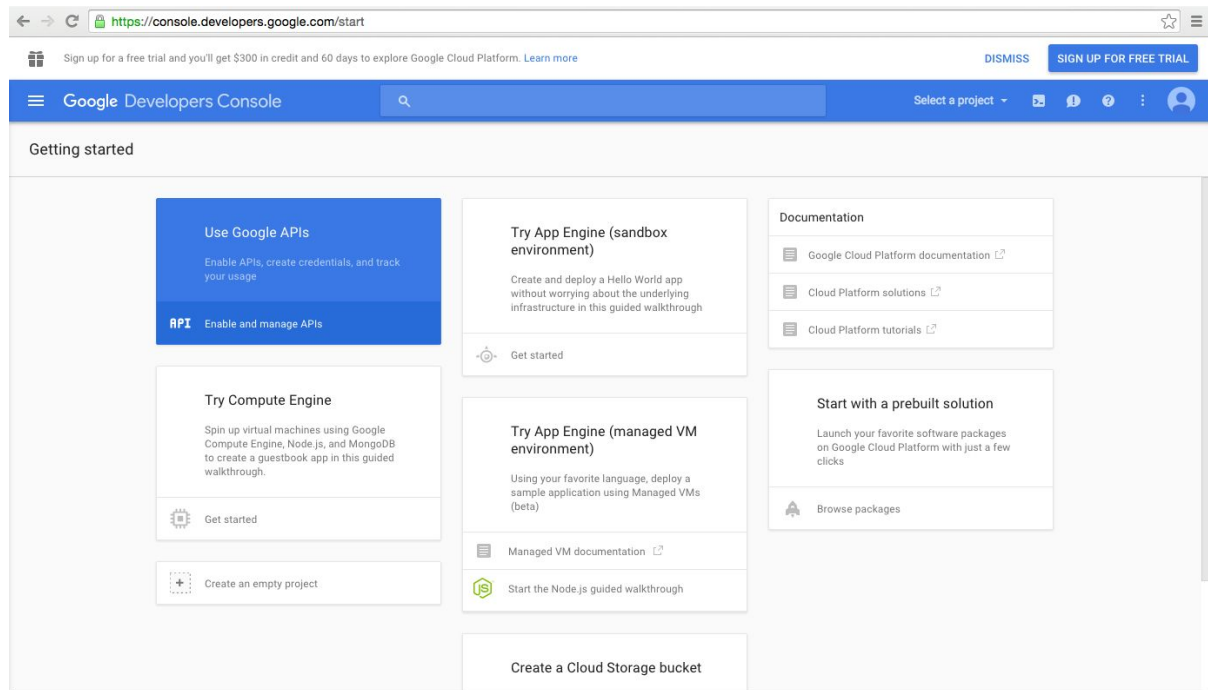 https://console.developers.google.com/start
Sign up for a free trial and you'll get $300 in credit and 60 days to explore Google Cloud Platform. Learn more
DISMISS
SIGN UP FOR FREE TRIAL
Google Developers Console
Select a project
Getting started
Use Google APIs
Enable APIs, create credentials, and track
your usage
API Enable and manage APIs
Try Compute Engine
Spin up virtual machines using Google
Compute Engine, Node.js, and MongoDB
to create a guestbook app in this guided
walkthrough.
Get started
Create an empty project
Try App Engine (sandbox
environment)
Create and deploy a Hello World app
without worrying about the underlying
infrastructure in this guided walkthrough
Get started
Try App Engine (managed VM
environment)
Using your favorite language, deploy a
sample application using Managed VMs
(beta)
Managed VM documentation
JS Start the Node.js guided walkthrough
Create a Cloud Storage bucket
Documentation
Google Cloud Platform documentation
Cloud Platform solutions
Cloud Platform tutorials
Start with a prebuilt solution
Launch your favorite software packages
on Google Cloud Platform with just a few
clicks
Browse packages